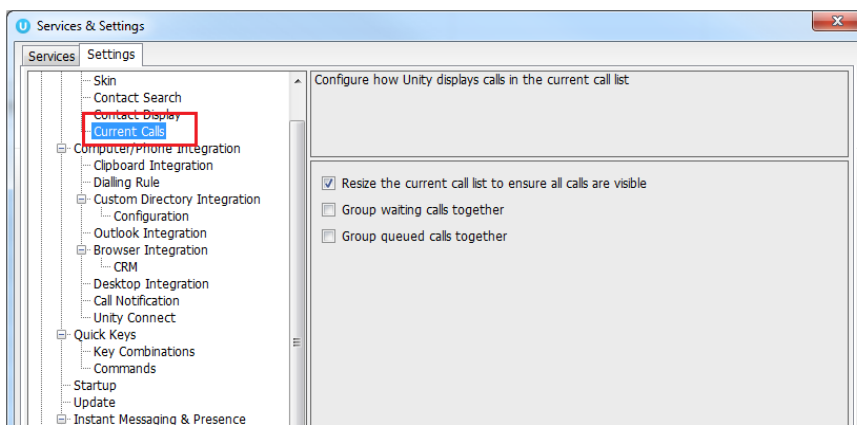 Services & Settings
Services Settings
Skin
Contact Search
Contact Display
Current Calls
Computer/Phone Integration
Clipboard Integration
Dialling Rule
Custom Directory Integration
Configuration
Outlook Integration
Browser Integration
CRM
Desktop Integration
Call Notification
Unity Connect
Quick Keys
Key Combinations
Commands
Startup
Update
Instant Messaging & Presence
Configure how Unity displays calls in the current call list
Resize the current call list to ensure all calls are visible
Group waiting calls together
Group queued calls together